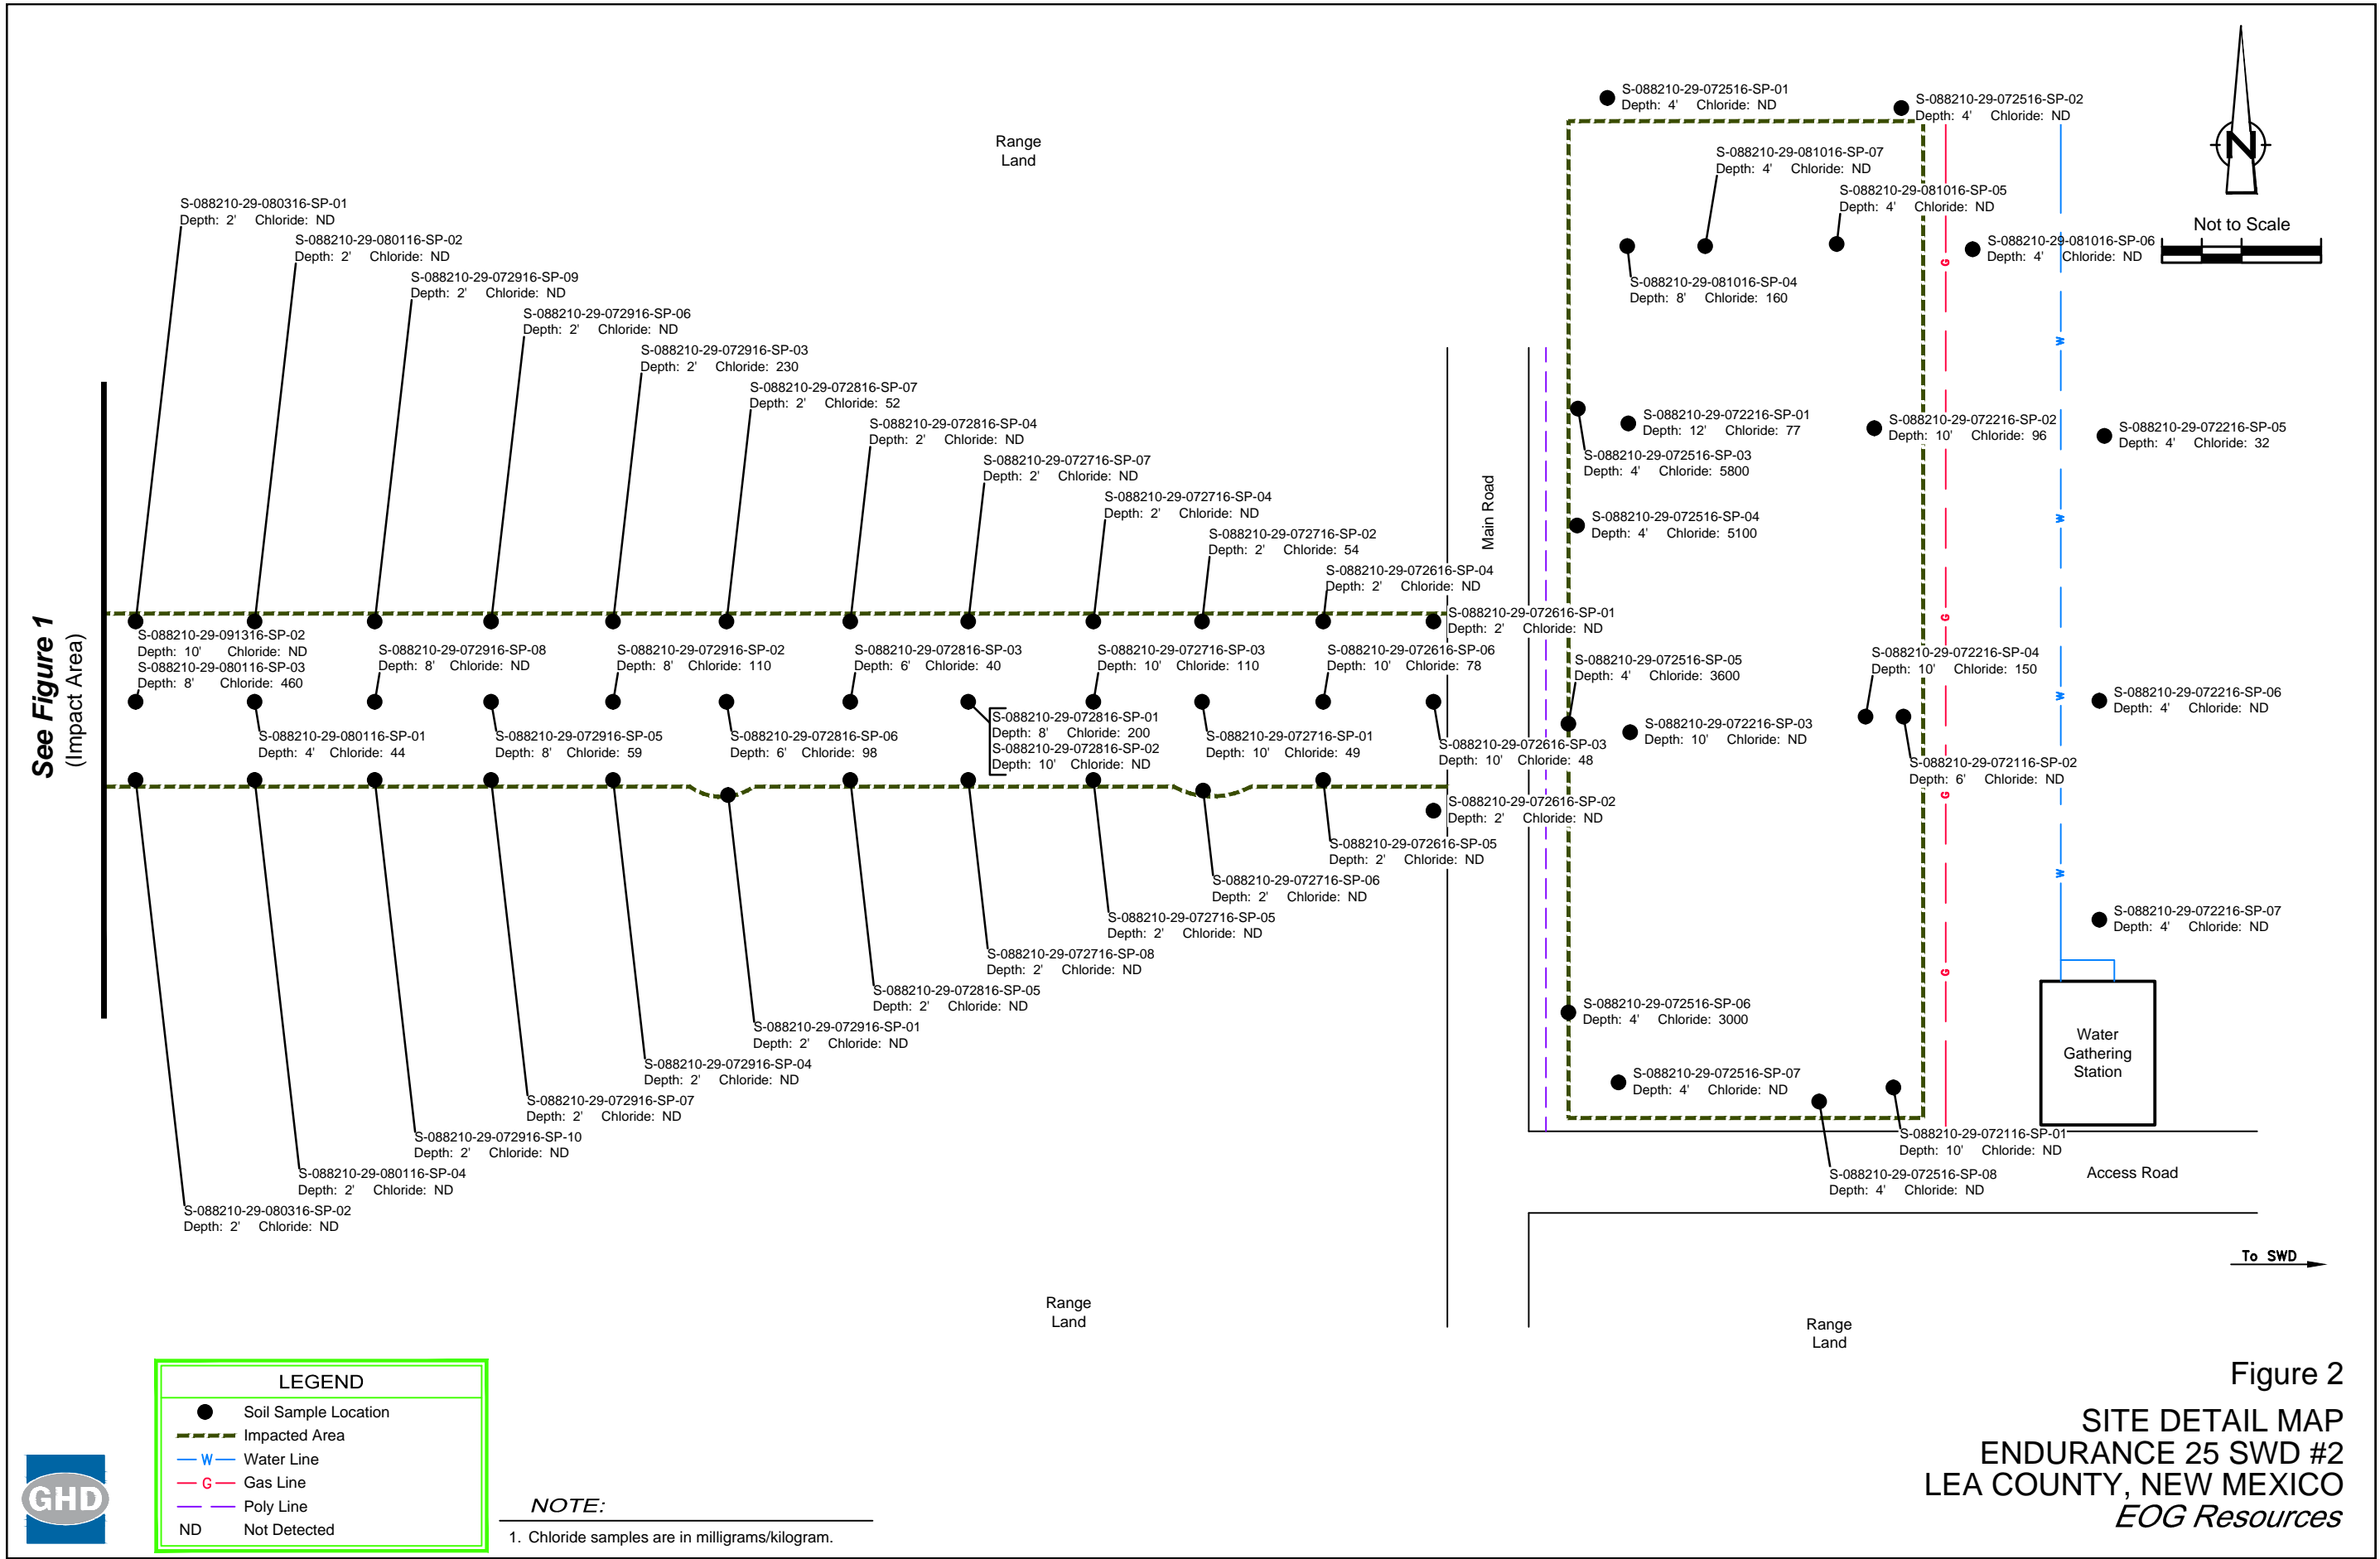 Range
Land
S-088210-29-080316-SP-01
Depth: 2' Chloride: ND
S-088210-29-080116-SP-02
Depth: 2' Chloride: ND
S-088210-29-072916-SP-09
Depth: 2' Chloride: ND
S-088210-29-072916-SP-06
Depth: 2' Chloride: ND
S-088210-29-072916-SP-03
Depth: 2' Chloride: 230
S-088210-29-072816-SP-07
Depth: 2' Chloride: 52
S-088210-29-072816-SP-04
Depth: 2' Chloride: ND
S-088210-29-072716-SP-07
Depth: 2' Chloride: ND
S-088210-29-072716-SP-04
Depth: 2' Chloride: ND
S-088210-29-072716-SP-02
Depth: 2' Chloride: 54
S-088210-29-072616-SP-04
Depth: 2' Chloride: ND
S-088210-29-072616-SP-01
Depth: 2' Chloride: ND
See Figure 1
(Impact Area)
S-088210-29-091316-SP-02
Depth: 10' Chloride: ND
S-088210-29-080116-SP-03
Depth: 8' Chloride: 460
S-088210-29-072916-SP-08
Depth: 8' Chloride: ND
S-088210-29-072916-SP-02
Depth: 8' Chloride: 110
S-088210-29-072816-SP-03
Depth: 6' Chloride: 40
S-088210-29-072716-SP-03
Depth: 10' Chloride: 110
S-088210-29-072616-SP-06
Depth: 10' Chloride: 78
S-088210-29-080116-SP-01
Depth: 4' Chloride: 44
S-088210-29-072916-SP-05
Depth: 8' Chloride: 59
S-088210-29-072816-SP-06
Depth: 6' Chloride: 98
S-088210-29-072816-SP-01
Depth: 8' Chloride: 200
S-088210-29-072816-SP-02
Depth: 10' Chloride: ND
S-088210-29-072716-SP-01
Depth: 10' Chloride: 49
S-088210-29-072616-SP-03
Depth: 10' Chloride: 48
S-088210-29-072616-SP-02
Depth: 2' Chloride: ND
S-088210-29-072616-SP-05
Depth: 2' Chloride: ND
S-088210-29-072716-SP-06
Depth: 2' Chloride: ND
S-088210-29-072716-SP-05
Depth: 2' Chloride: ND
S-088210-29-072716-SP-08
Depth: 2' Chloride: ND
S-088210-29-072816-SP-05
Depth: 2' Chloride: ND
S-088210-29-072916-SP-01
Depth: 2' Chloride: ND
S-088210-29-072916-SP-04
Depth: 2' Chloride: ND
S-088210-29-072916-SP-07
Depth: 2' Chloride: ND
S-088210-29-072916-SP-10
Depth: 2' Chloride: ND
S-088210-29-080116-SP-04
Depth: 2' Chloride: ND
S-088210-29-080316-SP-02
Depth: 2' Chloride: ND
Main Road
S-088210-29-072516-SP-01
Depth: 4' Chloride: ND
S-088210-29-072516-SP-02
Depth: 4' Chloride: ND
S-088210-29-081016-SP-07
Depth: 4' Chloride: ND
S-088210-29-081016-SP-05
Depth: 4' Chloride: ND
S-088210-29-081016-SP-06
Depth: 4' Chloride: ND
S-088210-29-081016-SP-04
Depth: 8' Chloride: 160
N
Not to Scale
S-088210-29-072216-SP-01
Depth: 12' Chloride: 77
S-088210-29-072216-SP-02
Depth: 10' Chloride: 96
S-088210-29-072216-SP-05
Depth: 4' Chloride: 32
S-088210-29-072516-SP-03
Depth: 4' Chloride: 5800
S-088210-29-072516-SP-04
Depth: 4' Chloride: 5100
S-088210-29-072516-SP-05
Depth: 4' Chloride: 3600
S-088210-29-072216-SP-04
Depth: 10' Chloride: 150
S-088210-29-072216-SP-06
Depth: 4' Chloride: ND
S-088210-29-072216-SP-03
Depth: 10' Chloride: ND
S-088210-29-072116-SP-02
Depth: 6' Chloride: ND
S-088210-29-072216-SP-07
Depth: 4' Chloride: ND
S-088210-29-072516-SP-06
Depth: 4' Chloride: 3000
S-088210-29-072516-SP-07
Depth: 4' Chloride: ND
S-088210-29-072116-SP-01
Depth: 10' Chloride: ND
S-088210-29-072516-SP-08
Depth: 4' Chloride: ND
G
G
G
G
W
W
W
W
Water
Gathering
Station
Access Road
To SWD
Range
Land
Range
Land
LEGEND
Soil Sample Location
Impacted Area
W Water Line
G Gas Line
Poly Line
ND Not Detected
GHD
NOTE:
1. Chloride samples are in milligrams/kilogram.
Figure 2
SITE DETAIL MAP
ENDURANCE 25 SWD #2
LEA COUNTY, NEW MEXICO
EOG Resources